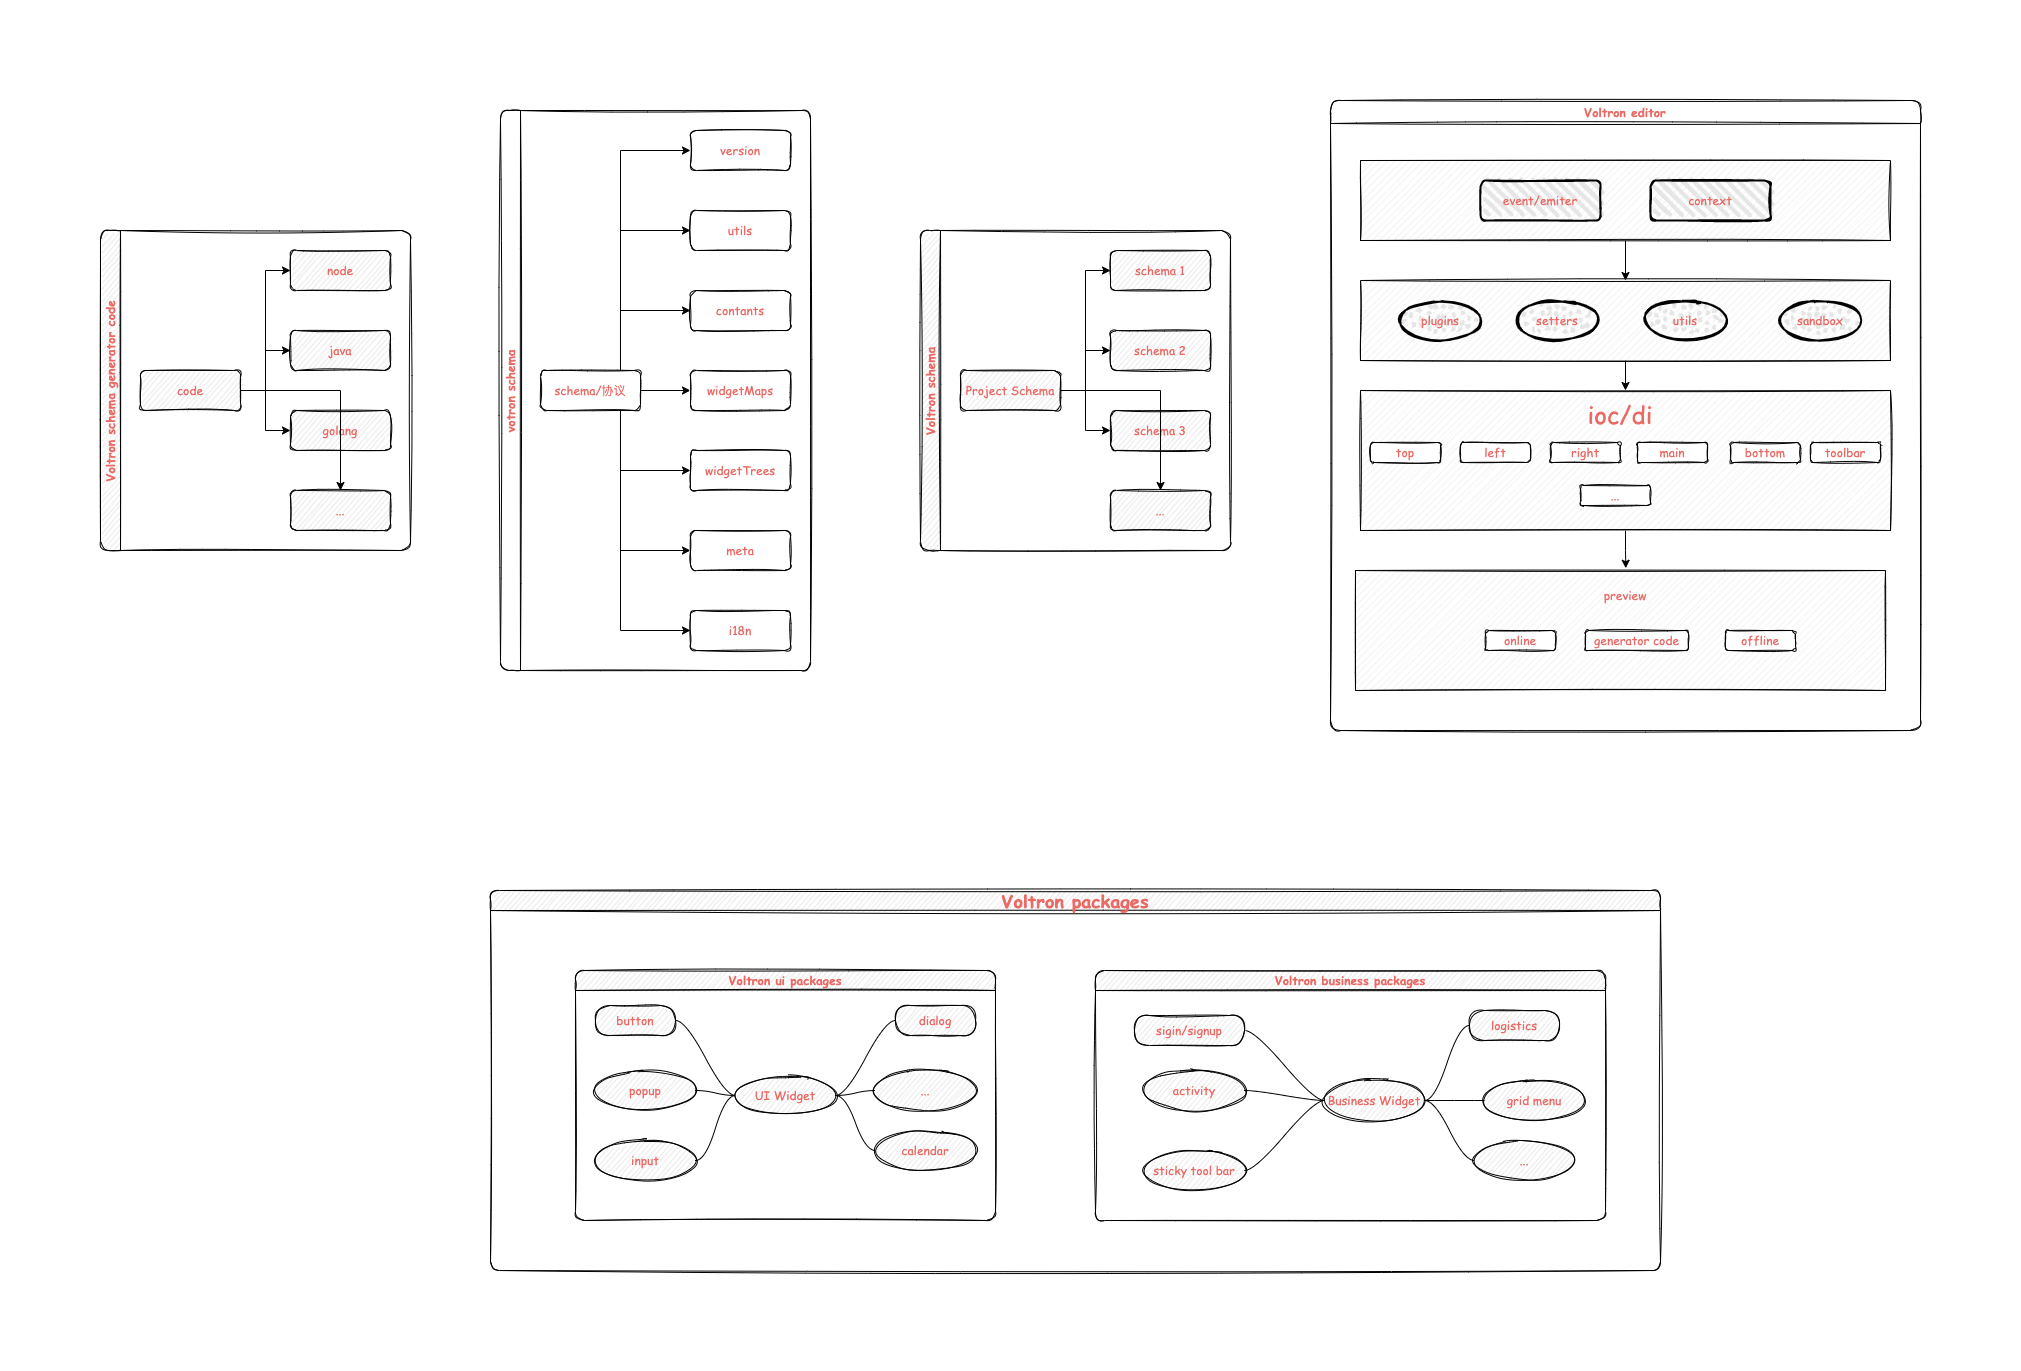 Voltron schema generator code
code
node
java
golang
...
votron schema
schema/协议
version
utils
contants
widgetMaps
widgetTrees
meta
i18n
Voltron schema
Project Schema
schema 1
schema 2
schema 3
...
Voltron editor
event/emiter
context
plugins
setters
utils
sandbox
ioc/di
top
left
right
main
bottom
toolbar
...
preview
online
generator code
offline
Voltron packages
Voltron ui packages
button
popup
input
UI Widget
dialog
...
calendar
Voltron business packages
sigin/signup
activity
sticky tool bar
Business Widget
logistics
grid menu
...